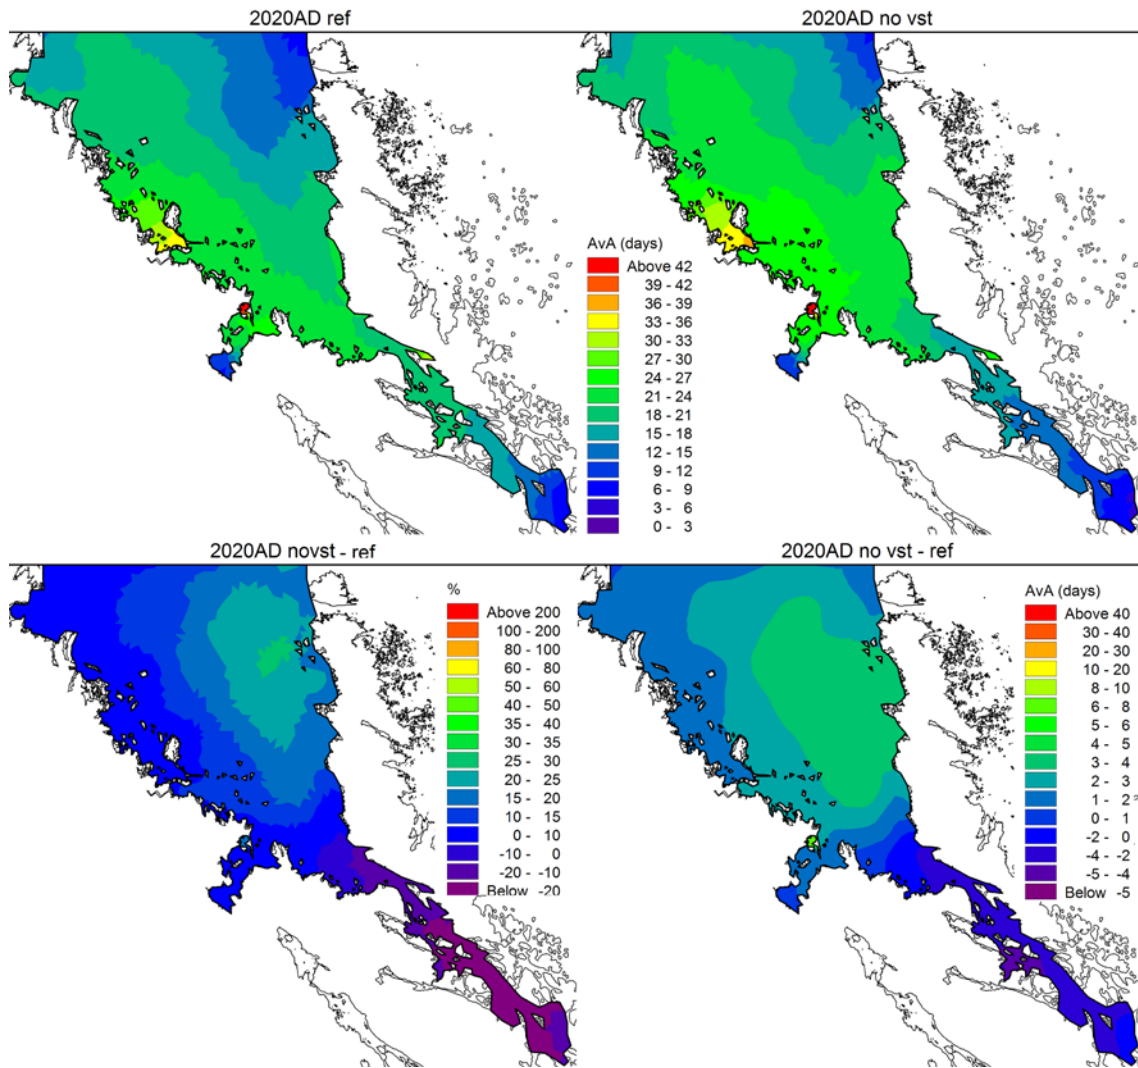 2020AD ref
2020AD no vst
AvA (days)
Above 42
39 - 42
36 - 39
33 - 36
30 - 33
27 - 30
24 - 27
21 - 24
18 - 21
15 - 18
12 - 15
9 - 12
6 - 9
3 - 6
0 - 3
2020AD novst - ref
2020AD no vst - ref
%
Above 200
100 - 200
80 - 100
60 - 80
50 - 60
40 - 50
35 - 40
30 - 35
25 - 30
20 - 25
15 - 20
10 - 15
0 - 10
-10 - 0
-20 - -10
Below -20
AvA (days)
Above 40
30 - 40
20 - 30
10 - 20
8 - 10
6 - 8
5 - 6
4 - 5
3 - 4
2 - 3
1 - 2
0 - 1
-2 - 0
-4 - -2
-5 - -4
Below -5